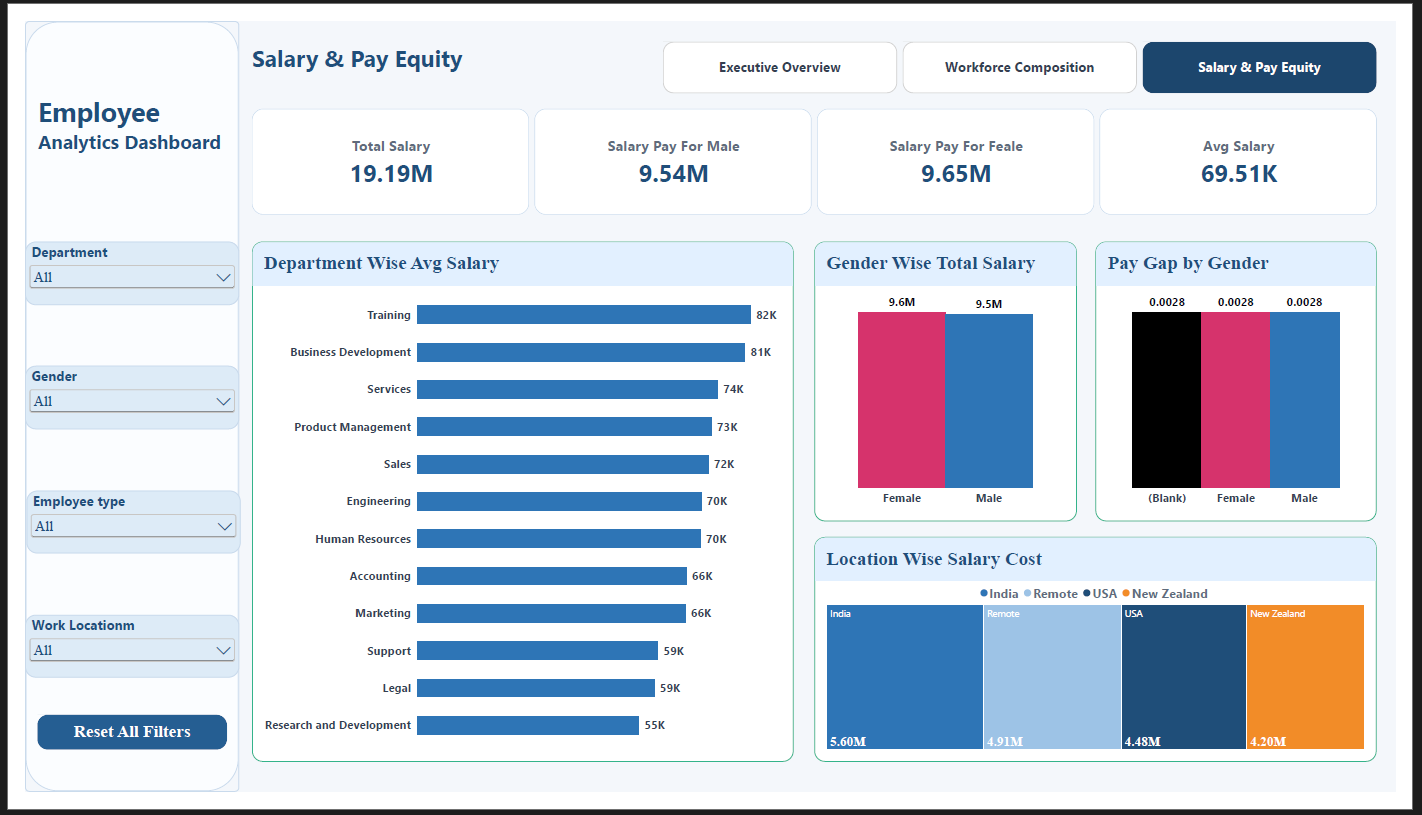 Employee
Analytics Dashboard
Department
All
Gender
All
Employee type
All
Work Locationm
All
Reset All Filters
Salary & Pay Equity
Executive Overview
Workforce Composition
Salary & Pay Equity
Total Salary
19.19M
Salary Pay For Male
9.54M
Salary Pay For Feale
9.65M
Avg Salary
69.51K
Department Wise Avg Salary
Training 82K
Business Development 81K
Services 74K
Product Management 73K
Sales 72K
Engineering 70K
Human Resources 70K
Accounting 66K
Marketing 66K
Support 59K
Legal 59K
Research and Development 55K
Gender Wise Total Salary
9.6M 9.5M
Female Male
Pay Gap by Gender
0.0028 0.0028 0.0028
(Blank) Female Male
Location Wise Salary Cost
India Remote USA New Zealand
India Remote USA New Zealand
5.60M 4.91M 4.48M 4.20M